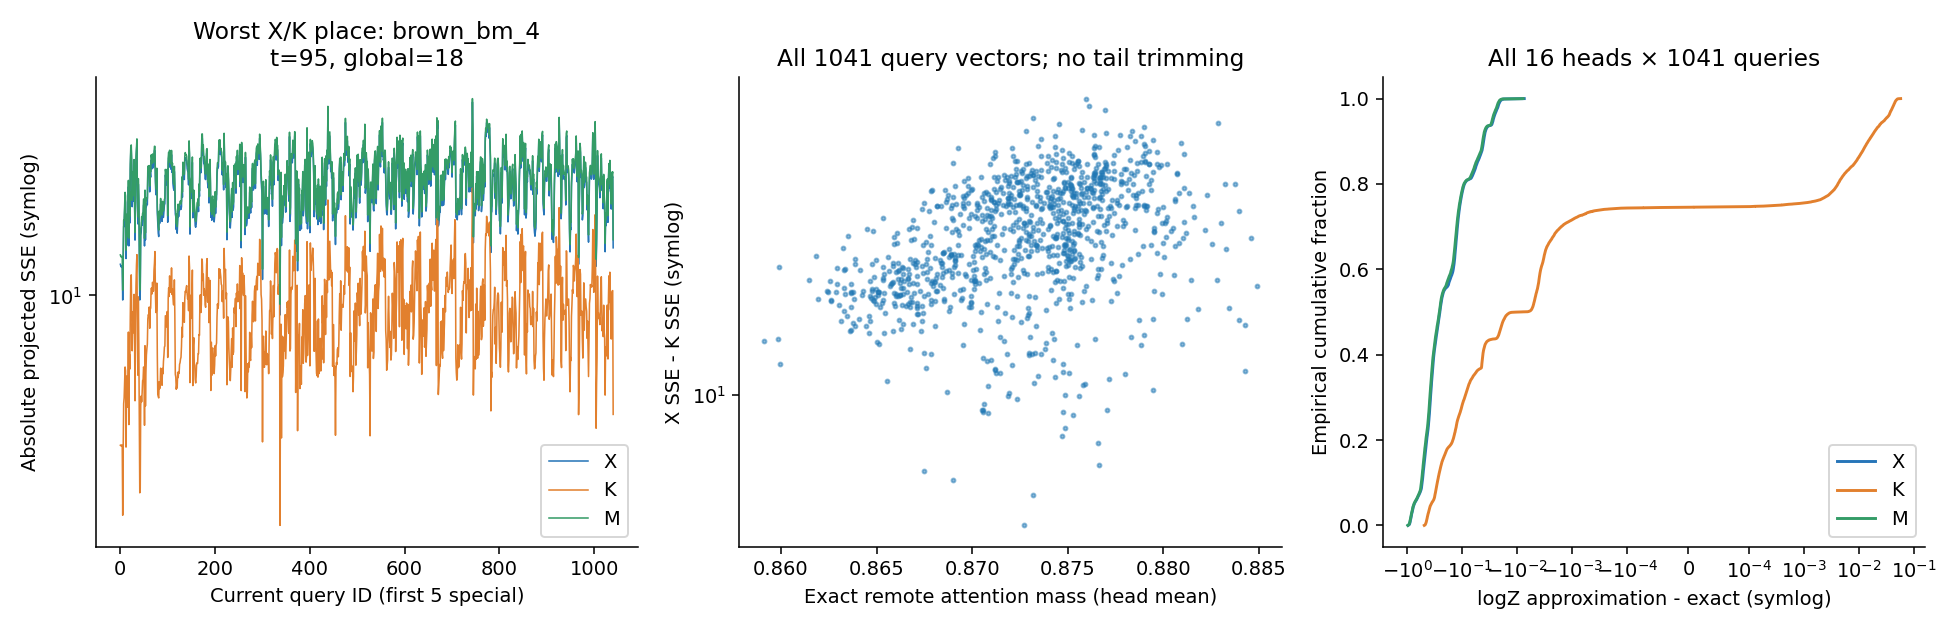 Worst X/K place: brown_bm_4
t=95, global=18
Absolute projected SSE (symlog)
10¹
0 200 400 600 800 1000
Current query ID (first 5 special)
X
K
M
All 1041 query vectors; no tail trimming
X SSE - K SSE (symlog)
10¹
0.860 0.865 0.870 0.875 0.880 0.885
Exact remote attention mass (head mean)
All 16 heads × 1041 queries
Empirical cumulative fraction
1.0
0.8
0.6
0.4
0.2
0.0
−10⁰ −10⁻¹ −10⁻² −10⁻³ −10⁻⁴ 0 10⁻⁴ 10⁻³ 10⁻² 10⁻¹
logZ approximation - exact (symlog)
X
K
M